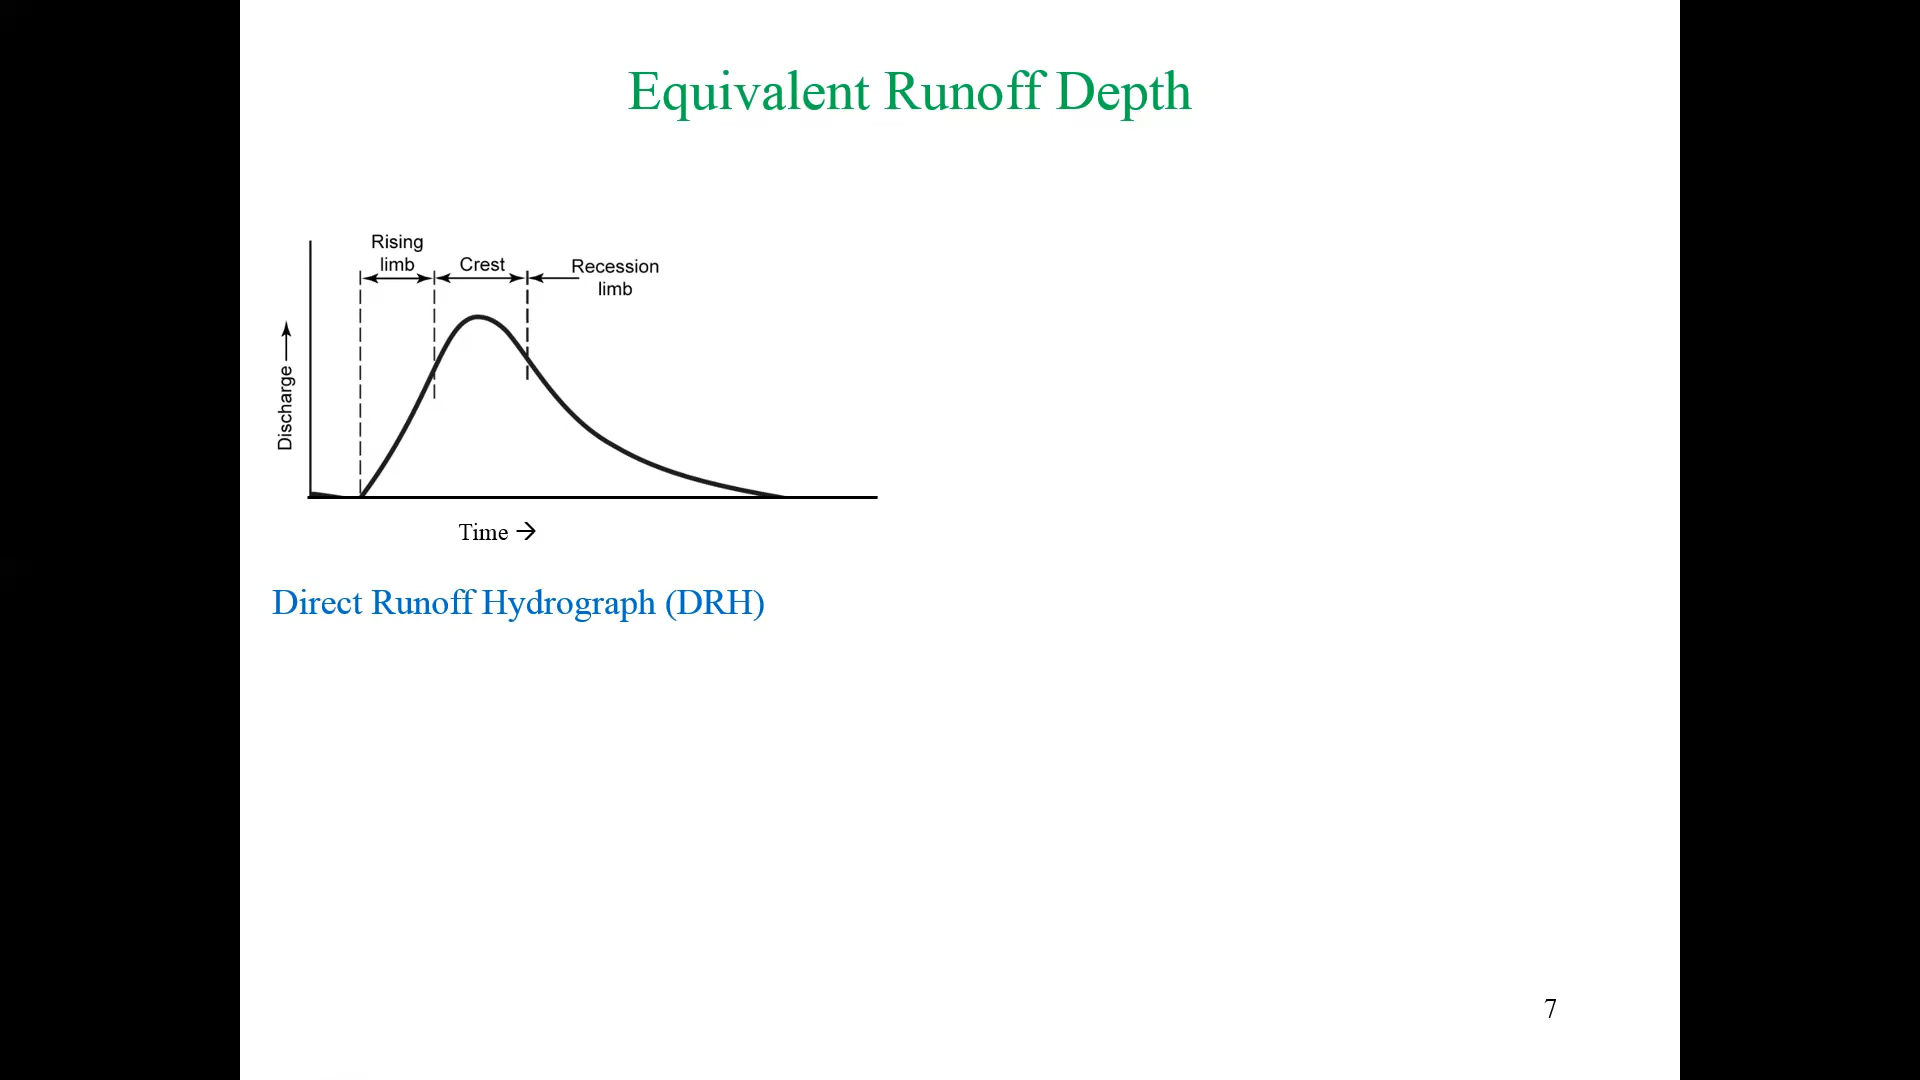 Equivalent Runoff Depth
Rising
limb
Crest
Recession
limb
Discharge →
Time →
Direct Runoff Hydrograph (DRH)
7